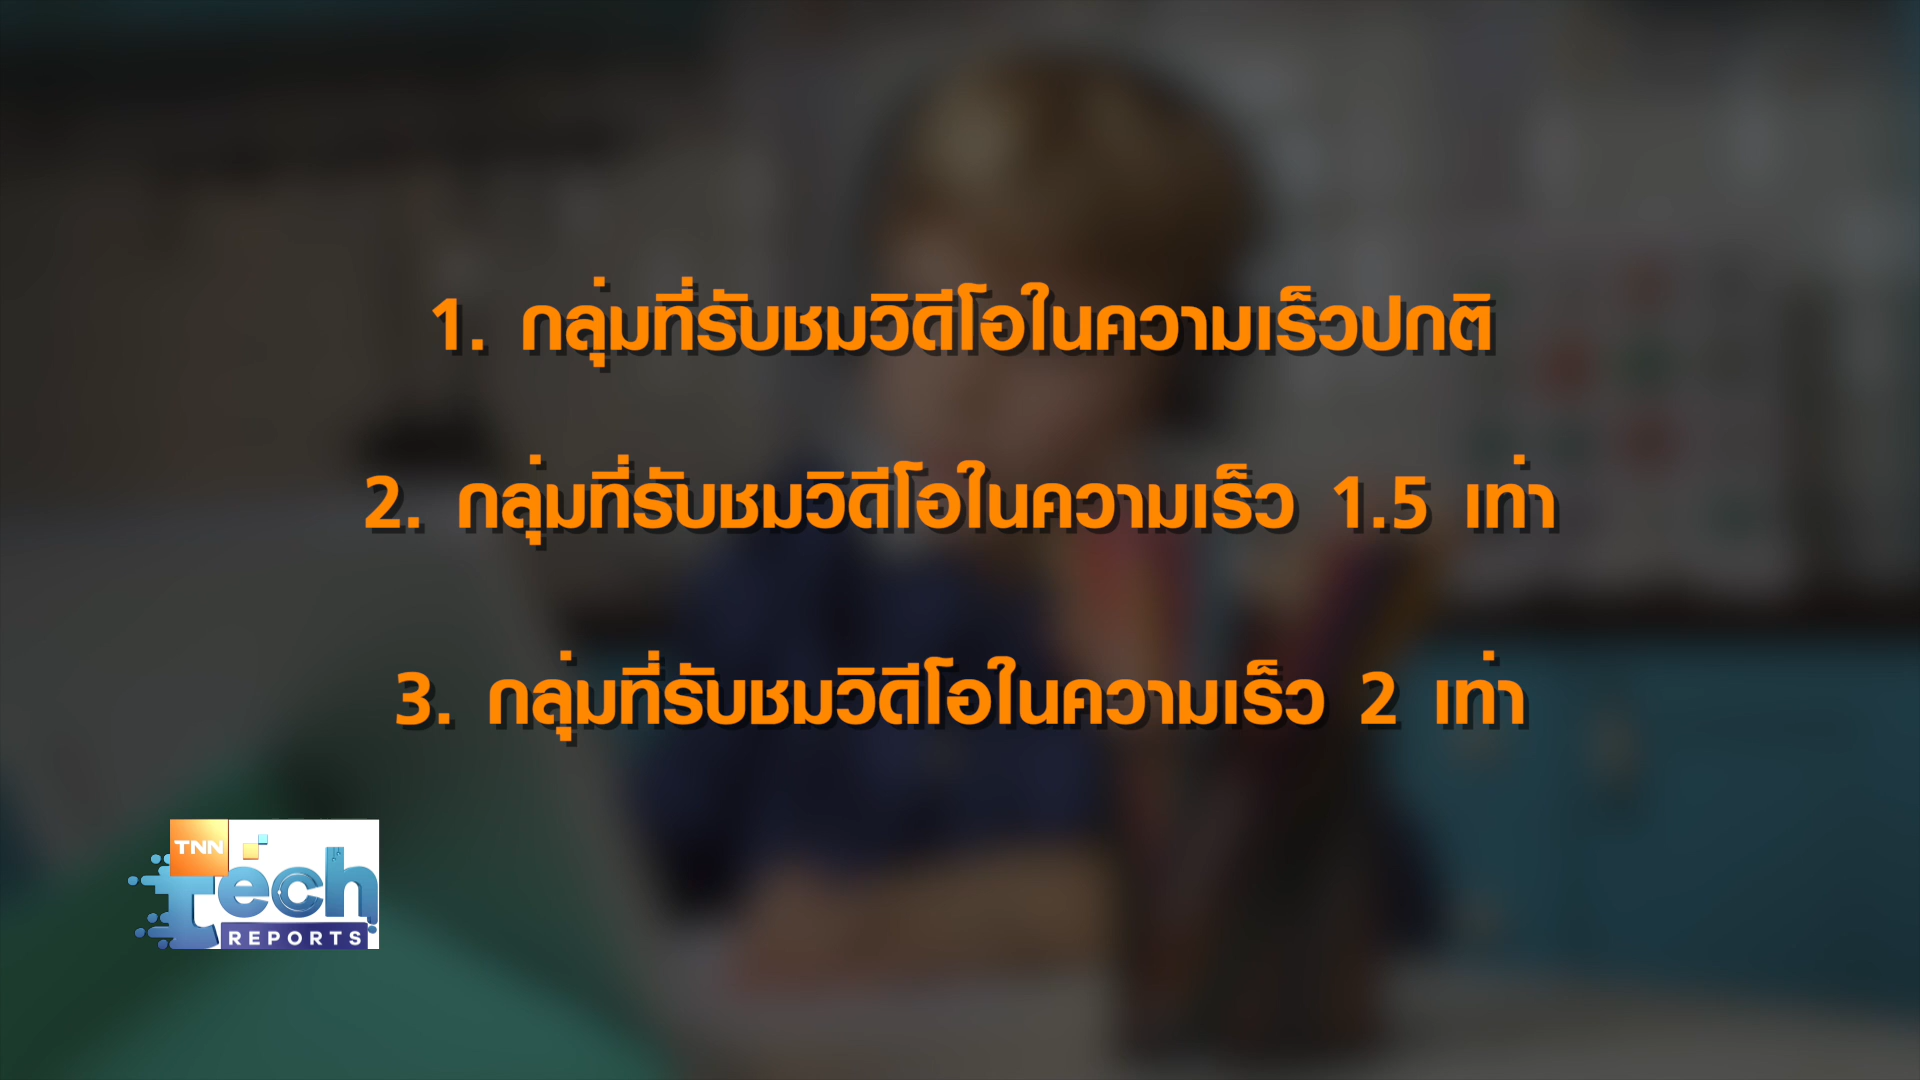 1. กลุ่มที่รับชมวิดีโอในความเร็วปกติ
2. กลุ่มที่รับชมวิดีโอในความเร็ว 1.5 เท่า
3. กลุ่มที่รับชมวิดีโอในความเร็ว 2 เท่า
TNN
Tech
REPORTS